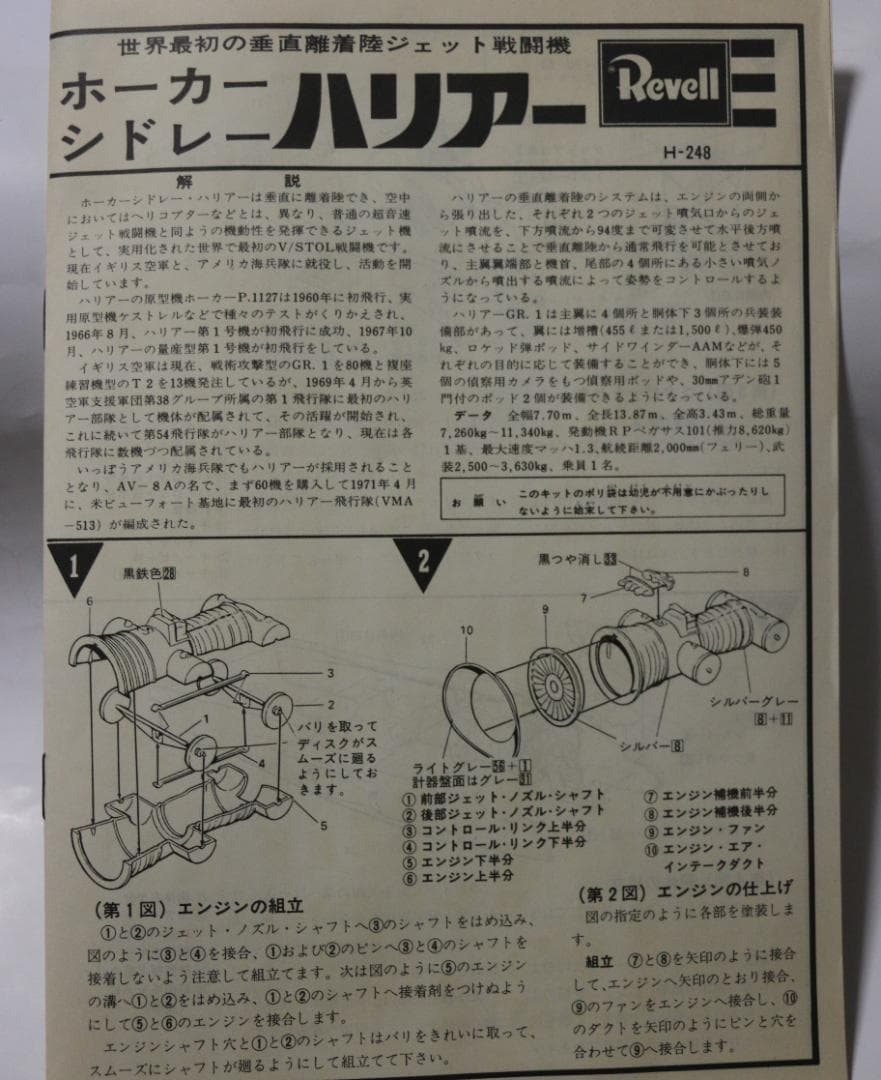 世界最初の垂直離着陸ジェット戦闘機
ホーカー
シドレー
ハリアー
Revell
H-248
解 説
ホーカーシドレー・ハリアーは垂直に離着陸でき、空中
においてはヘリコプターなどとは、異なり、普通の超音速
ジェット戦闘機と同ようの機動性を発揮できるジェット機
として、実用化された世界で最初のV/STOL戦闘機です。
現在イギリス空軍と、アメリカ海兵隊に就役し、活動を開
始しています。
ハリアーの原型機ホーカーP.1127は1960年に初飛行、実
用原型機ケストレルなどで種々のテストがくりかえされ、
1966年8月、ハリアー第1号機が初飛行に成功、1967年10
月、ハリアーの量産型第1号機が初飛行をしている。
イギリス空軍は現在、戦術攻撃型のGR.1を80機と複座
練習機型のT2を13機発注しているが、1969年4月から英
空軍支援軍団第38グループ所属の第1飛行隊に最初のハリ
アー部隊として機体が配属されて、その活躍が開始され、
これに続いて第54飛行隊がハリアー部隊となり、現在は各
飛行隊に数機づつ配属されている。
いっぽうアメリカ海兵隊でもハリアーが採用されること
となり、AV-8Aの名で、まず60機を購入して1971年4月
に、米ビューフォート基地に最初のハリアー飛行隊(VMA
-513)が編成された。
ハリアーの垂直離着陸のシステムは、エンジンの両側か
ら張り出した、それぞれ2つのジェット噴気口からのジェ
ット噴流を、下方噴流から94度まで可変させて水平後方噴
流にさせることで垂直離陸から通常飛行を可能とさせてお
り、主翼翼端部と機首、尾部の4個所にある小さい噴気ノ
ズルから噴出する噴流によって姿勢をコントロールするよ
うになっている。
ハリアーGR.1は主翼に4個所と胴体下3個所の兵装装
備部があって、翼には増槽(455ℓまたは1,500ℓ)、爆弾450
kg、ロケッド弾ポッド、サイドワインダーAAMなどが、そ
れぞれの目的に応じて装備することができ、胴体下には5
個の偵察用カメラをもつ偵察用ポッドや、30mmアデン砲1
門付のポッド2個が装備できるようになっている。
データ 全幅7.70m、全長13.87m、全高3.43m、総重量
7,260kg〜11,340kg、発動機RPペガサス101(推力8,620kg)
1基、最大速度マッハ1.3、航続距離2,000mm(フェリー)、武
装2,500〜3,630kg、乗員1名。
お願い
このキットのポリ袋は幼児が不用意にかぶったりし
ないように始末して下さい。
1
黒鉄色28
6
3
2
1
4
5
バリを取って
ディスクがス
ムーズに廻る
ようにしてお
きます。
2
黒つや消し33
8
7
9
10
シルバーグレー
8+11
シルバー8
ライトグレー56+1
計器盤面はグレー31
①前部ジェット・ノズル・シャフト
②後部ジェット・ノズル・シャフト
③コントロール・リンク上半分
④コントロール・リンク下半分
⑤エンジン下半分
⑥エンジン上半分
⑦エンジン補機前半分
⑧エンジン補機後半分
⑨エンジン・ファン
⑩エンジン・エア・
インテークダクト
(第1図)エンジンの組立
①と②のジェット・ノズル・シャフトへ③のシャフトをはめ込み、
図のように③と④を接合、①および②のピンへ③と④のシャフトを
接着しないよう注意して組立てます。次は図のように⑤のエンジン
の溝へ①と②をはめ込み、①と②のシャフトへ接着剤をつけぬよう
にして⑤と⑥のエンジンを接合します。
エンジンシャフト穴と①と②のシャフトはバリをきれいに取って、
スムーズにシャフトが廻るようにして組立てて下さい。
(第2図)エンジンの仕上げ
図の指定のように各部を塗装しま
す。
組立 ⑦と⑧を矢印のように接合
して、エンジンへ矢印のとおり接合、
⑨のファンをエンジンへ接合し、⑩
のダクトを矢印のようにピンと穴を
合わせて⑨へ接合します。